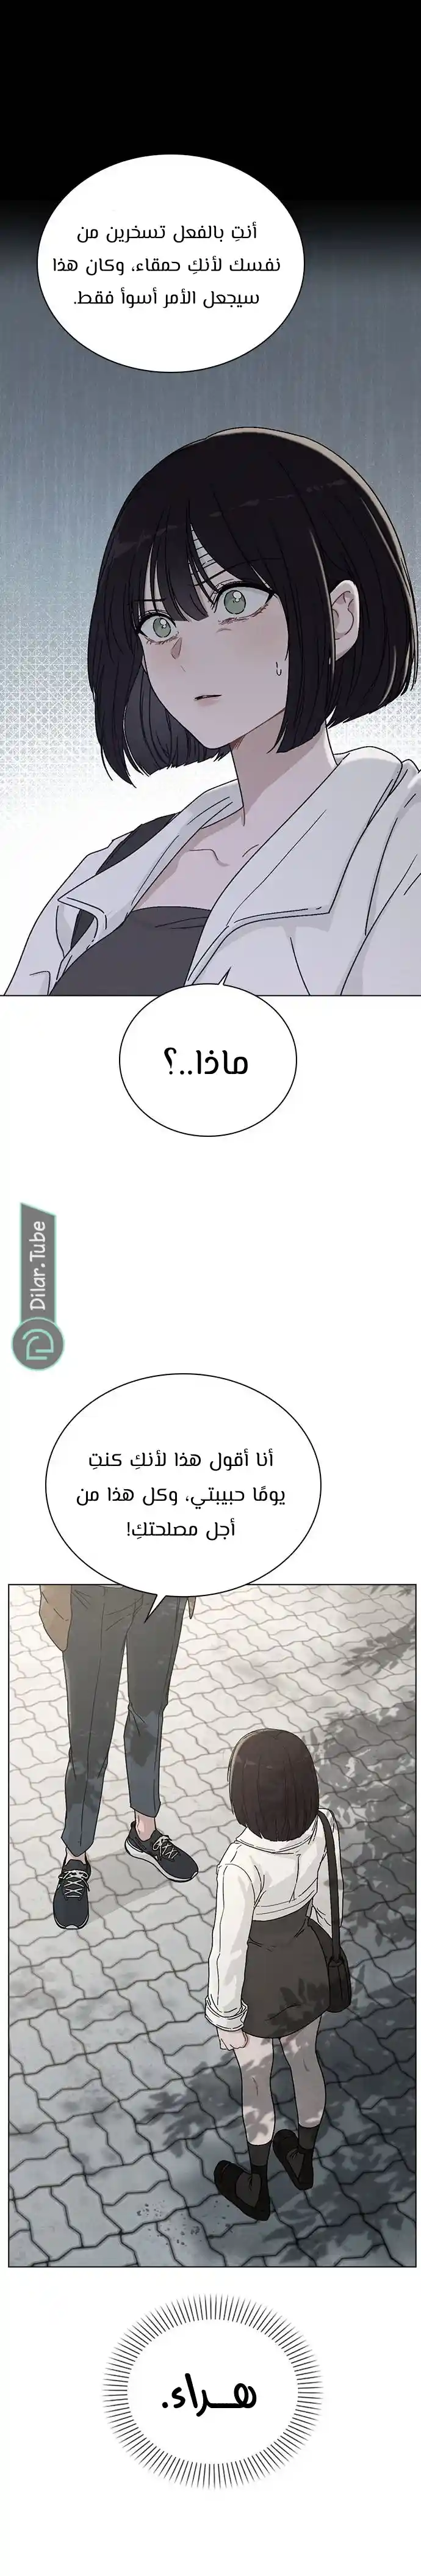 أنتِ بالفعل تسخرين من
نفسك لأنكِ حمقاء، وكان هذا
سيجعل الأمر أسوأ فقط.
ماذا..؟
Dilar.Tube
أنا أقول هذا لأنكِ كنتِ
يومًا حبيبتي، وكل هذا من
أجل مصلحتكِ!
هـراء.